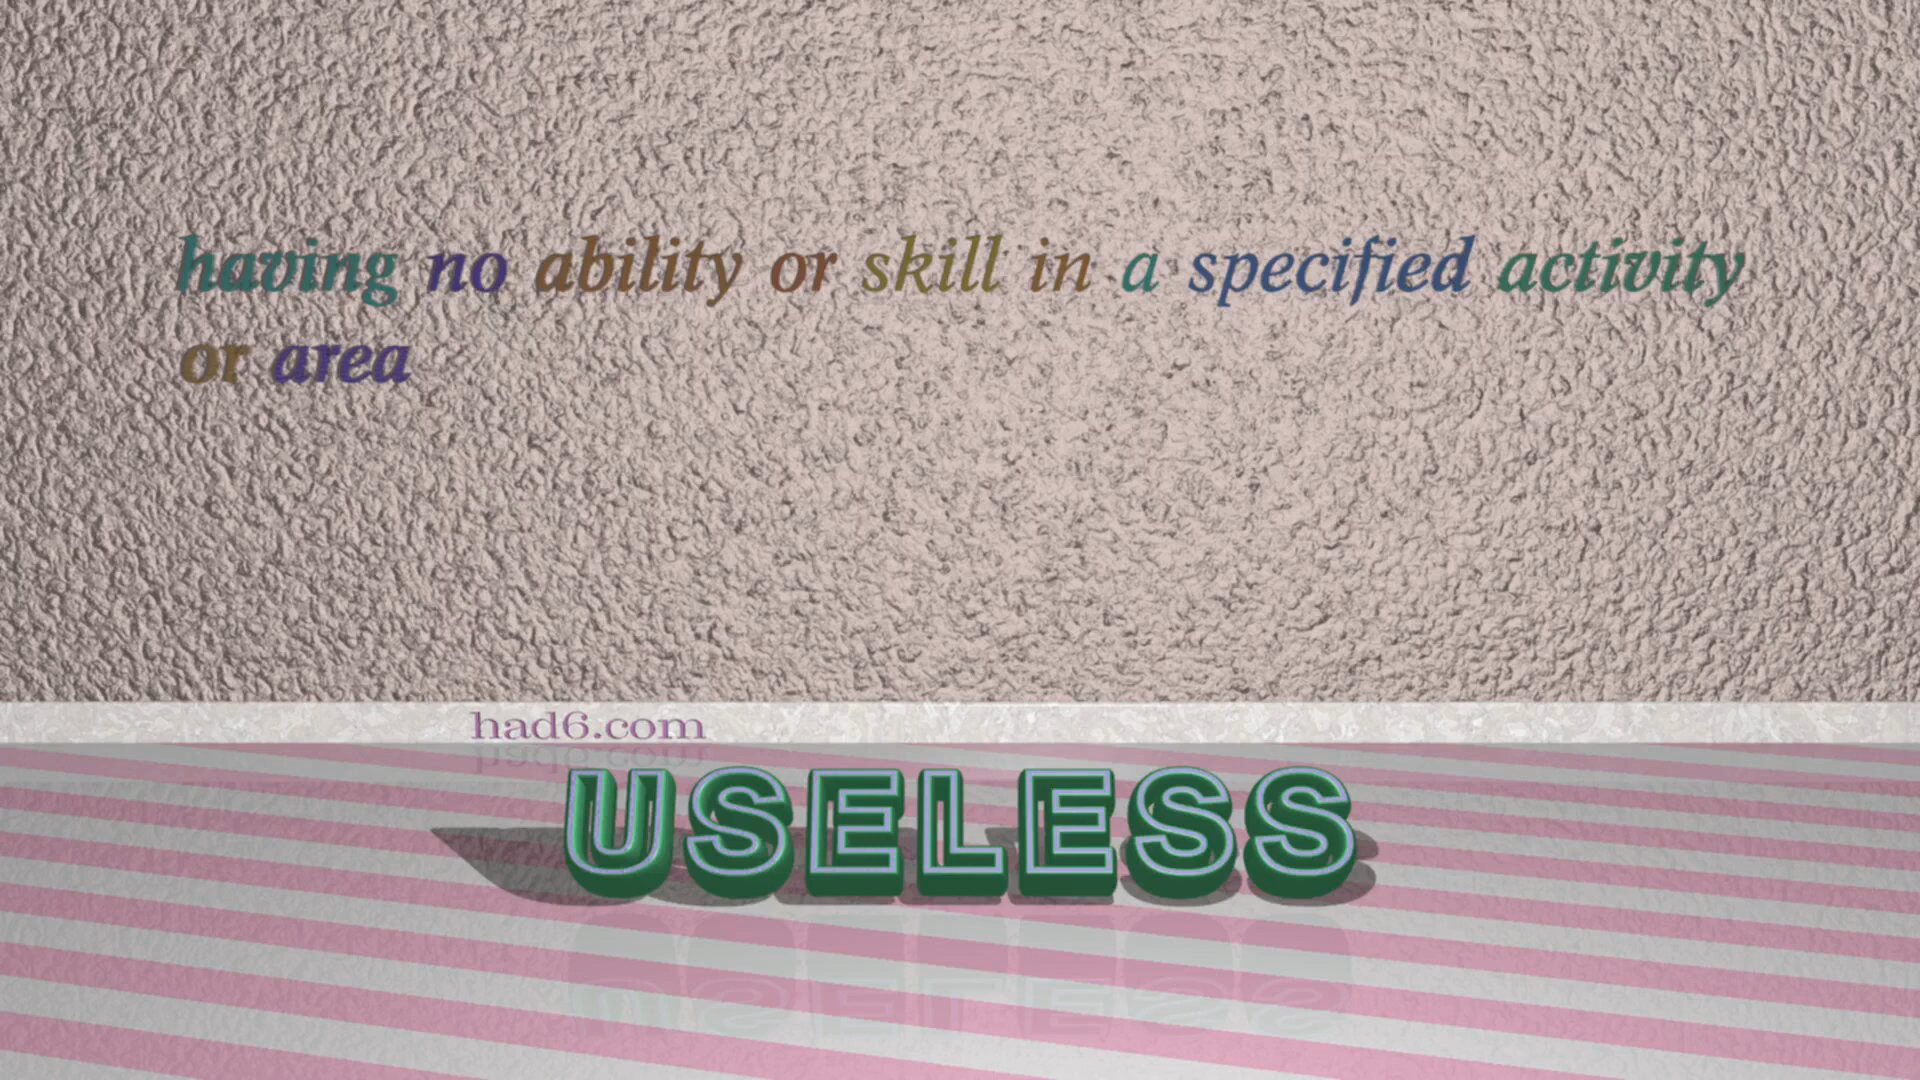 having no ability or skill in a specified activity
or area
had6.com
USELESS